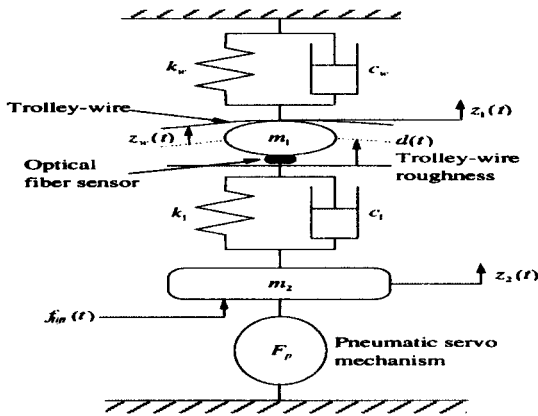 k_w
c_w
Trolley-wire
z_w(t)
m_1
z_1(t)
d(t)
Optical
fiber sensor
Trolley-wire
roughness
k_1
c_1
m_2
z_2(t)
F_p
Pneumatic servo
mechanism